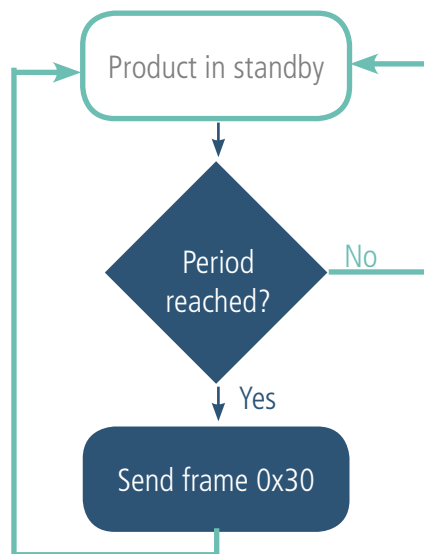 Product in standby
Period
reached?
No
Yes
Send frame 0x30